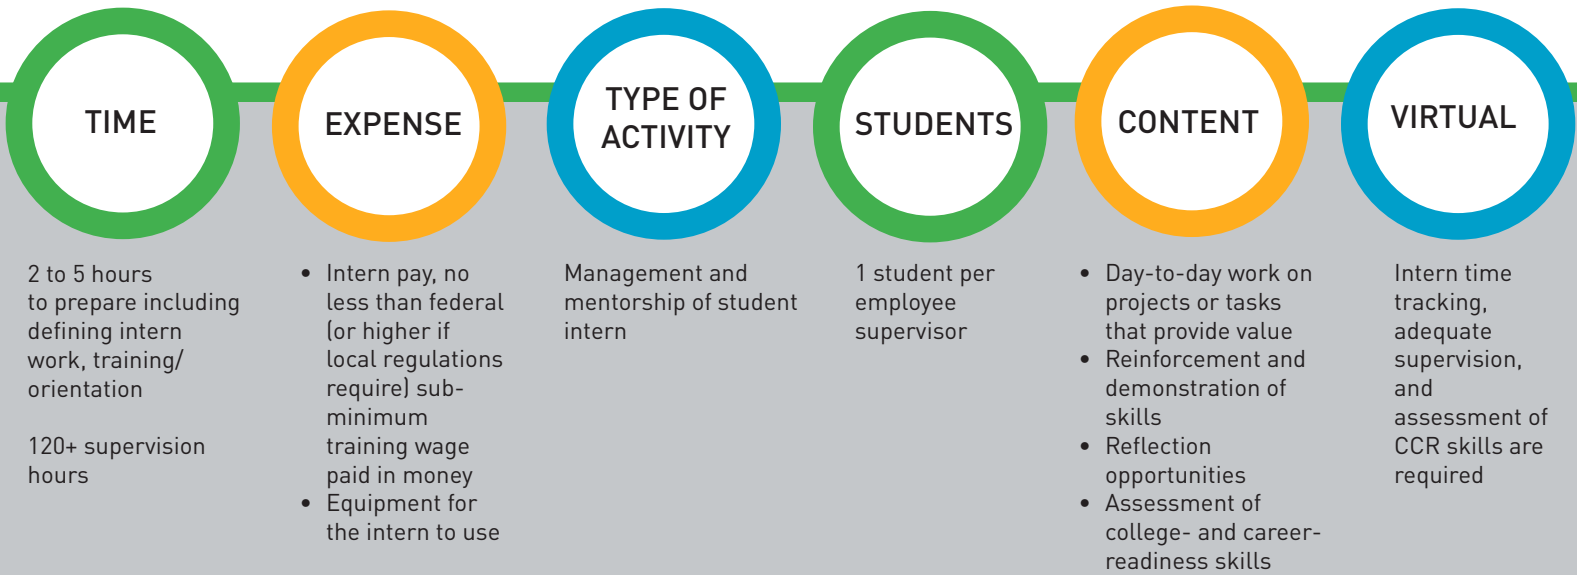 TIME
EXPENSE
TYPE OF
ACTIVITY
STUDENTS
CONTENT
VIRTUAL
2 to 5 hours
to prepare including
defining intern
work, training/
orientation
120+ supervision
hours
• Intern pay, no
less than federal
(or higher if
local regulations
require) sub-
minimum
training wage
paid in money
• Equipment for
the intern to use
Management and
mentorship of student
intern
1 student per
employee
supervisor
• Day-to-day work on
projects or tasks
that provide value
• Reinforcement and
demonstration of
skills
• Reflection
opportunities
• Assessment of
college- and career-
readiness skills
Intern time
tracking,
adequate
supervision,
and
assessment of
CCR skills are
required